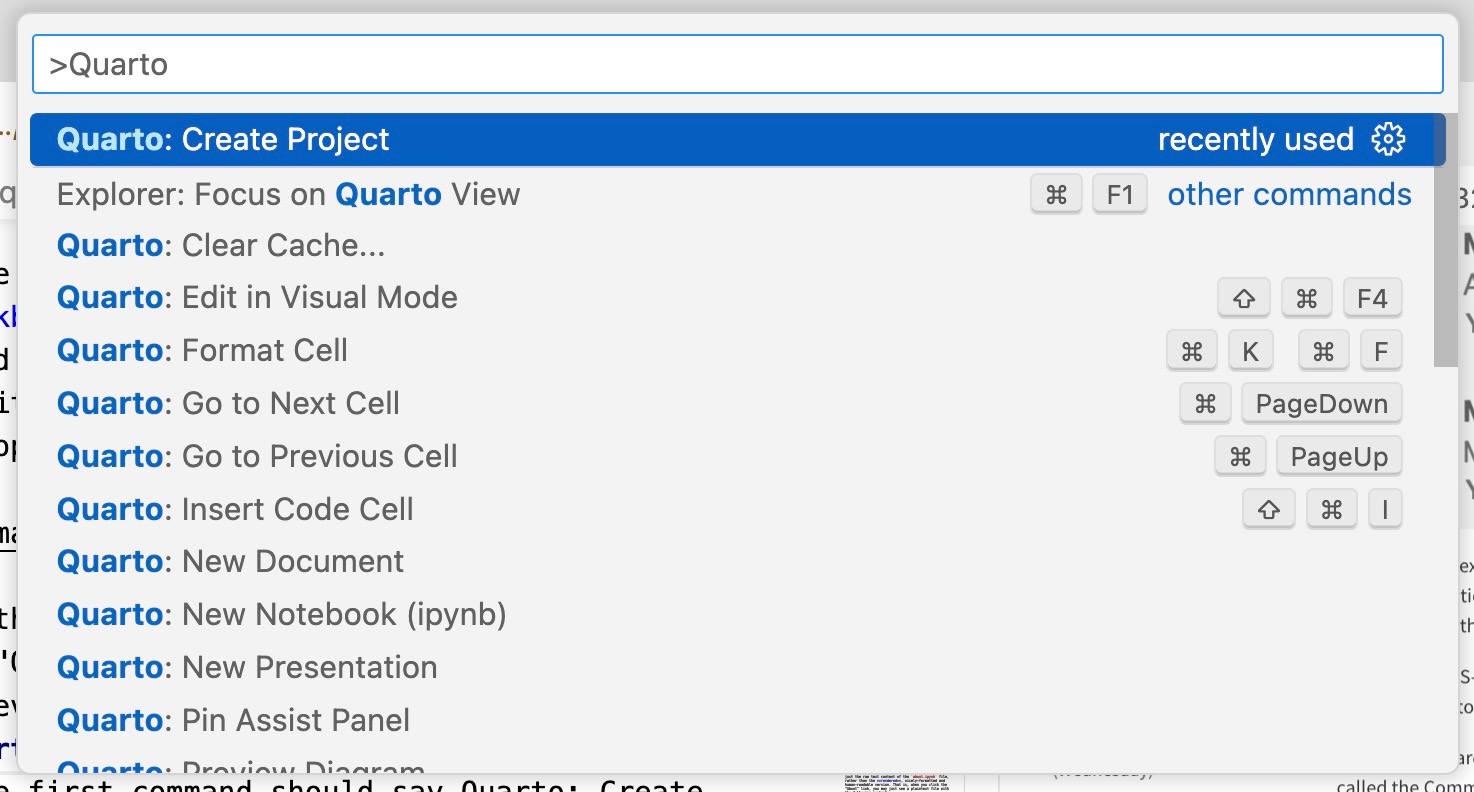 >Quarto
Quarto: Create Project recently used
Explorer: Focus on Quarto View ⌘ F1 other commands
Quarto: Clear Cache...
Quarto: Edit in Visual Mode ⇧ ⌘ F4
Quarto: Format Cell ⌘ K ⌘ F
Quarto: Go to Next Cell ⌘ PageDown
Quarto: Go to Previous Cell ⌘ PageUp
Quarto: Insert Code Cell ⇧ ⌘ I
Quarto: New Document
Quarto: New Notebook (ipynb)
Quarto: New Presentation
Quarto: Pin Assist Panel
Quarto: Preview Diagram
first command should say Quarto: Create
called the Comm